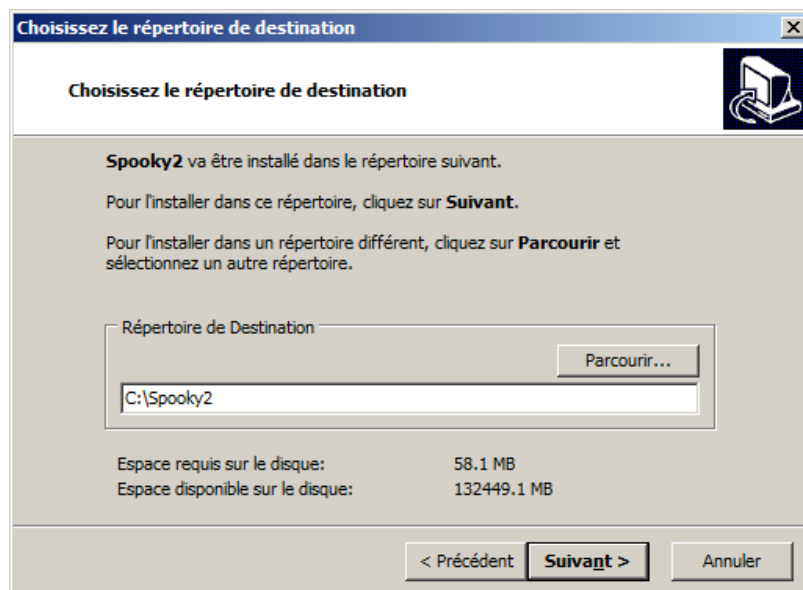 Choisissez le répertoire de destination
Choisissez le répertoire de destination
Spooky2 va être installé dans le répertoire suivant.
Pour l'installer dans ce répertoire, cliquez sur Suivant.
Pour l'installer dans un répertoire différent, cliquez sur Parcourir et
sélectionnez un autre répertoire.
Répertoire de Destination
Parcourir...
C:\Spooky2
Espace requis sur le disque: 58.1 MB
Espace disponible sur le disque: 132449.1 MB
< Précédent Suivant > Annuler